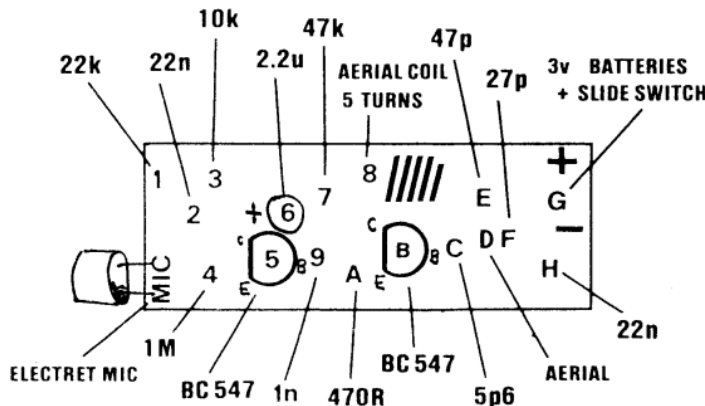 10k
47k
47p
22k
22n
2.2u
AERIAL COIL
5 TURNS
27p
3v BATTERIES
+ SLIDE SWITCH
1
3
8
+
2
+
6
7
E
G
−
C
C
MIC
4
5
B
9
A
B
B
C
D
F
H
E
E
ELECTRET MIC
1M
BC 547
1n
470R
BC 547
5p6
AERIAL
22n